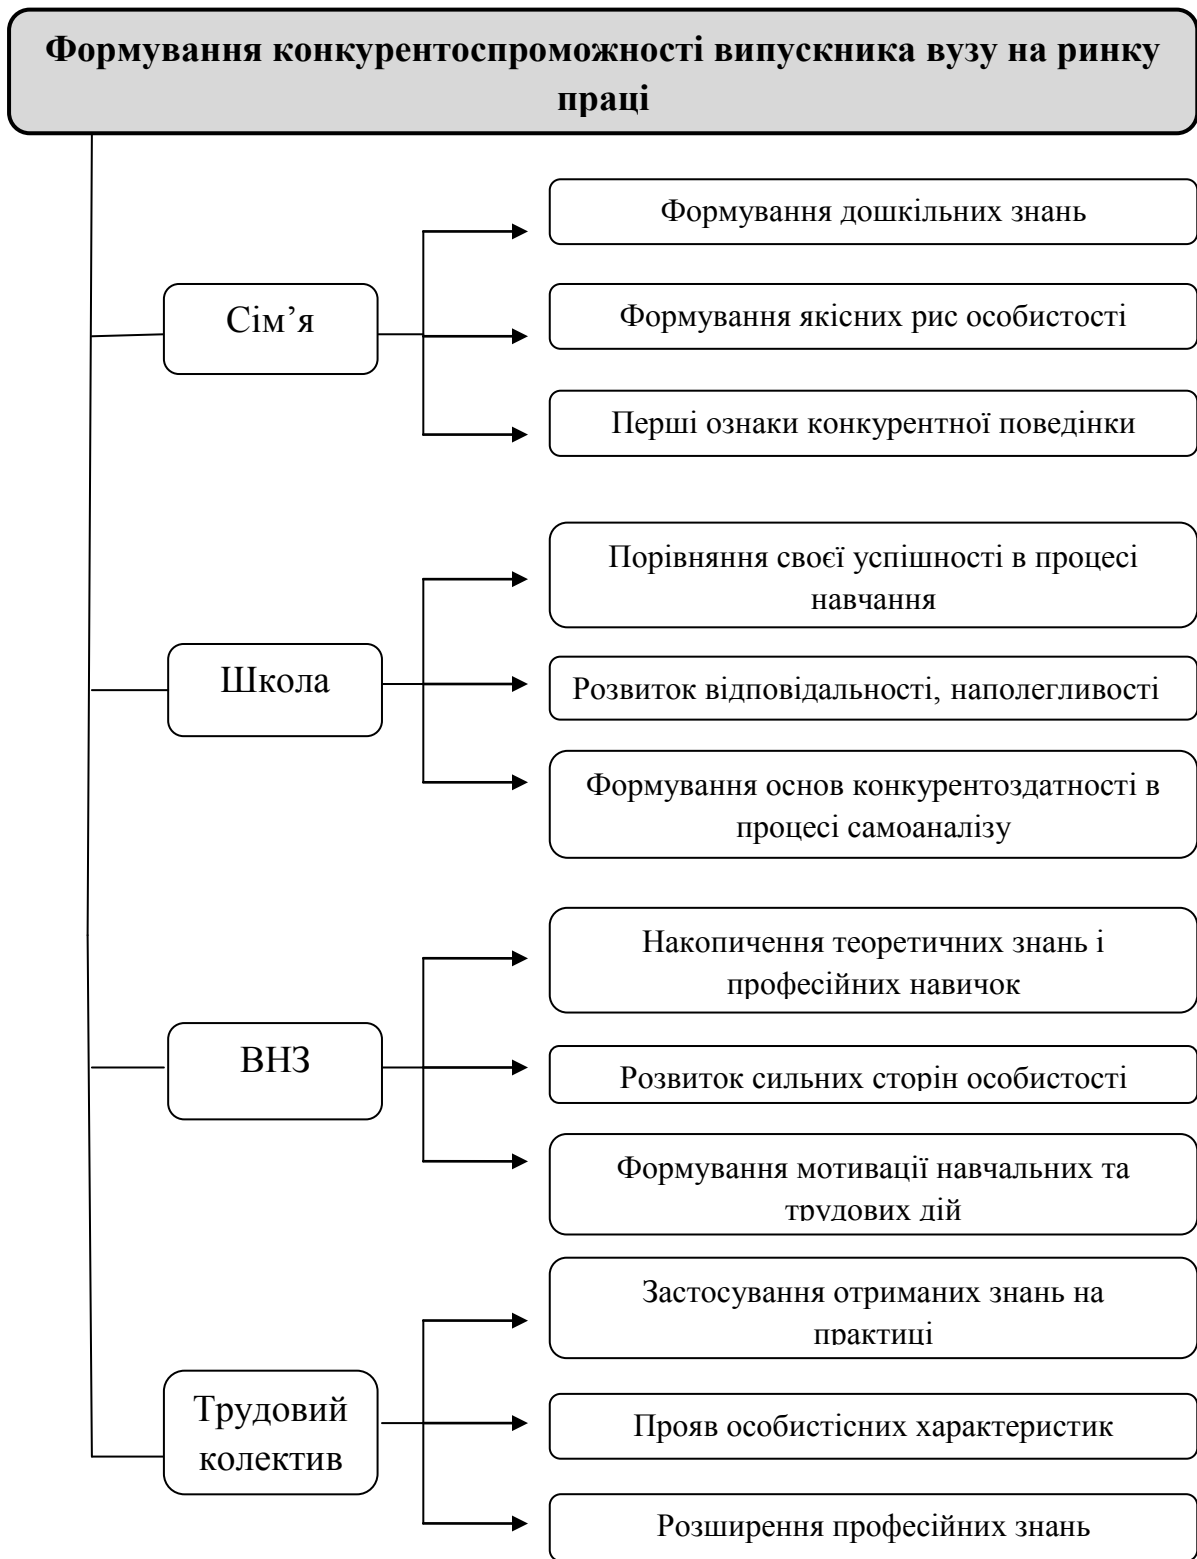 Формування конкурентоспроможності випускника вузу на ринку
праці
Сім’я
Формування дошкільних знань
Формування якісних рис особистості
Перші ознаки конкурентної поведінки
Школа
Порівняння своєї успішності в процесі
навчання
Розвиток відповідальності, наполегливості
Формування основ конкурентоздатності в
процесі самоаналізу
ВНЗ
Накопичення теоретичних знань і
професійних навичок
Розвиток сильних сторін особистості
Формування мотивації навчальних та
трудових дій
Трудовий
колектив
Застосування отриманих знань на
практиці
Прояв особистісних характеристик
Розширення професійних знань